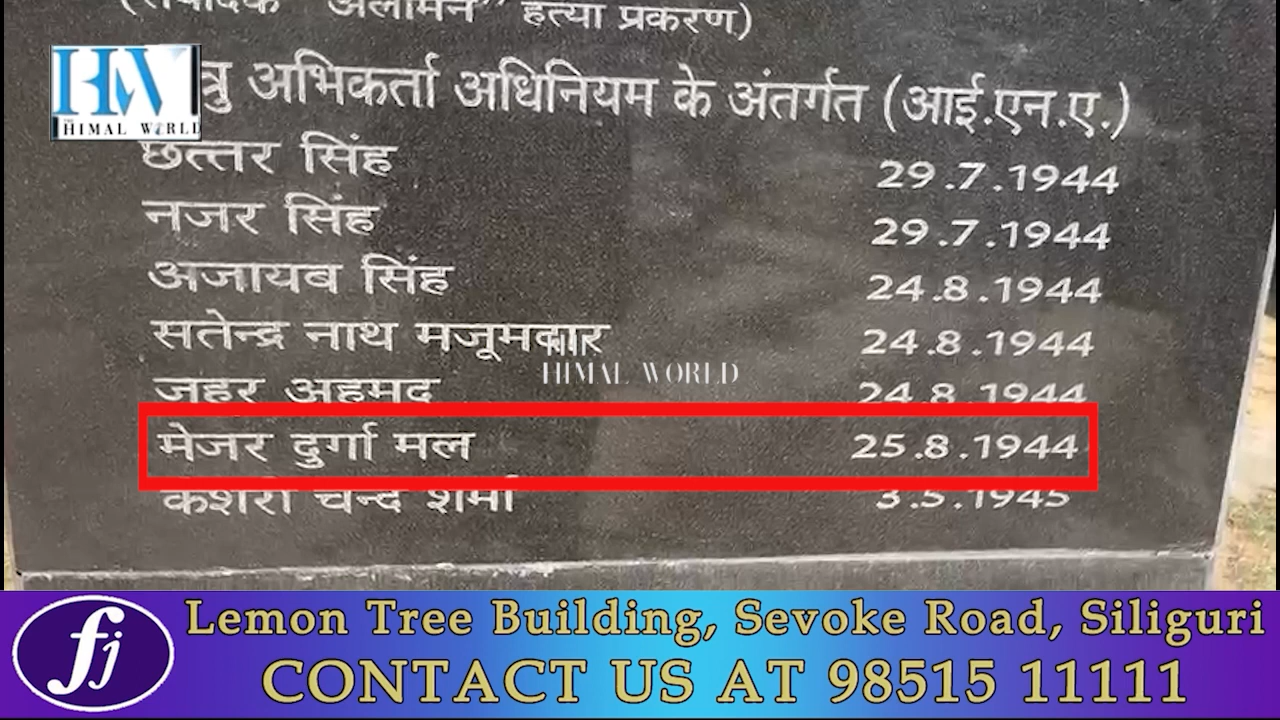 हत्या प्रकरण)
HM
THE HIMAL WORLD
त्रु अभिकर्ता अधिनियम के अंतर्गत (आई.एन.ए.)
छत्तर सिंह 29.7.1944
नजर सिंह 29.7.1944
अजायब सिंह 24.8.1944
सतेन्द्र नाथ मजूमदार 24.8.1944
HIMAL WORLD
जहर अहमद 24.8.1944
मेजर दुर्गा मल 25.8.1944
केशरी चन्द शर्मा 3.5.1945
fj
Lemon Tree Building, Sevoke Road, Siliguri
CONTACT US AT 98515 11111